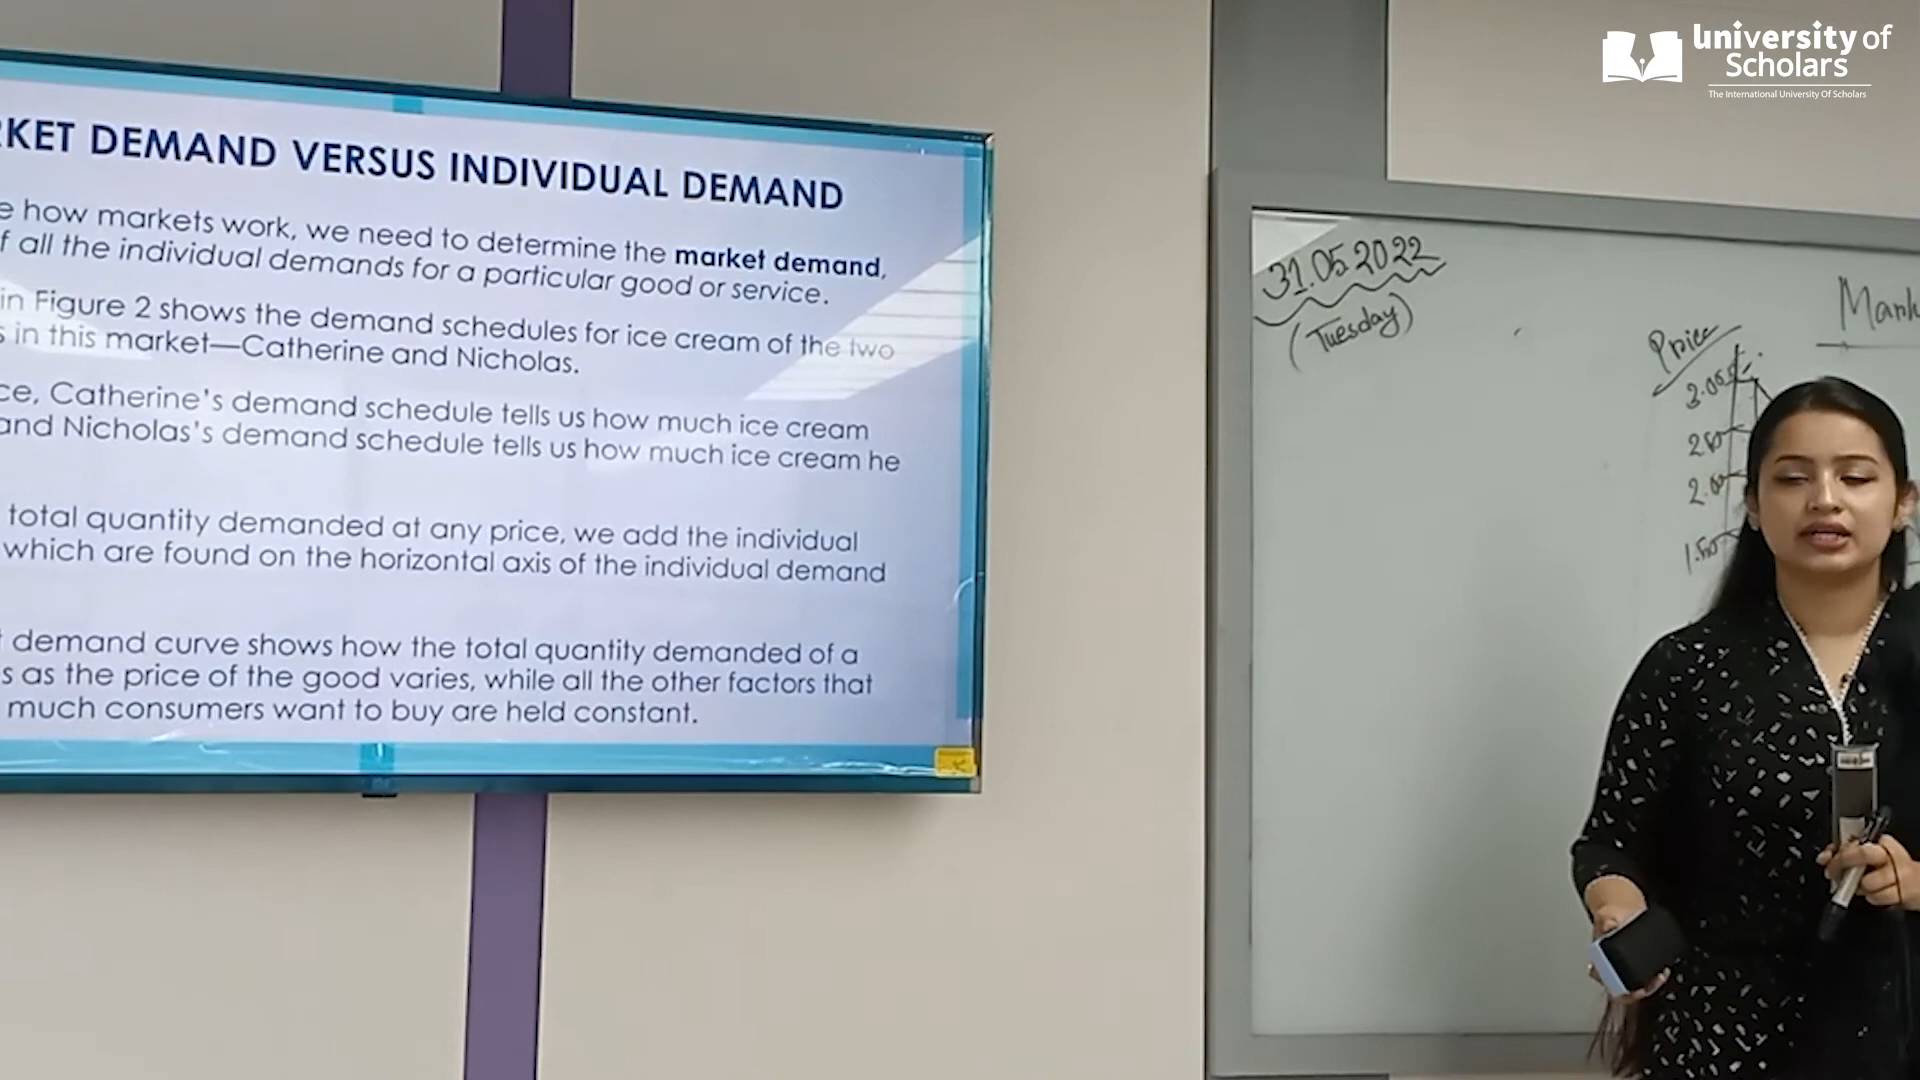 University of
Scholars
The International University Of Scholars
KET DEMAND VERSUS INDIVIDUAL DEMAND
e how markets work, we need to determine the market demand,
f all the individual demands for a particular good or service.
in Figure 2 shows the demand schedules for ice cream of the two
s in this market—Catherine and Nicholas.
ce, Catherine's demand schedule tells us how much ice cream
and Nicholas's demand schedule tells us how much ice cream he
total quantity demanded at any price, we add the individual
which are found on the horizontal axis of the individual demand
demand curve shows how the total quantity demanded of a
s as the price of the good varies, while all the other factors that
much consumers want to buy are held constant.
31.05.2022
(Tuesday)
Mark
Price
3.00
2.50
2.00
1.50